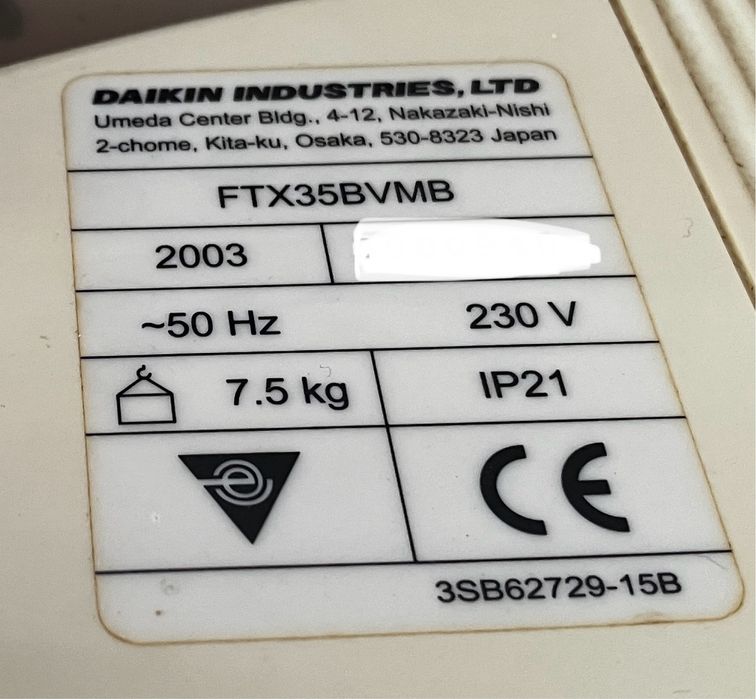 DAIKIN INDUSTRIES, LTD
Umeda Center Bldg., 4-12, Nakazaki-Nishi
2-chome, Kita-ku, Osaka, 530-8323 Japan
FTX35BVMB
2003
~50 Hz 230 V
7.5 kg IP21
e CE
3SB62729-15B